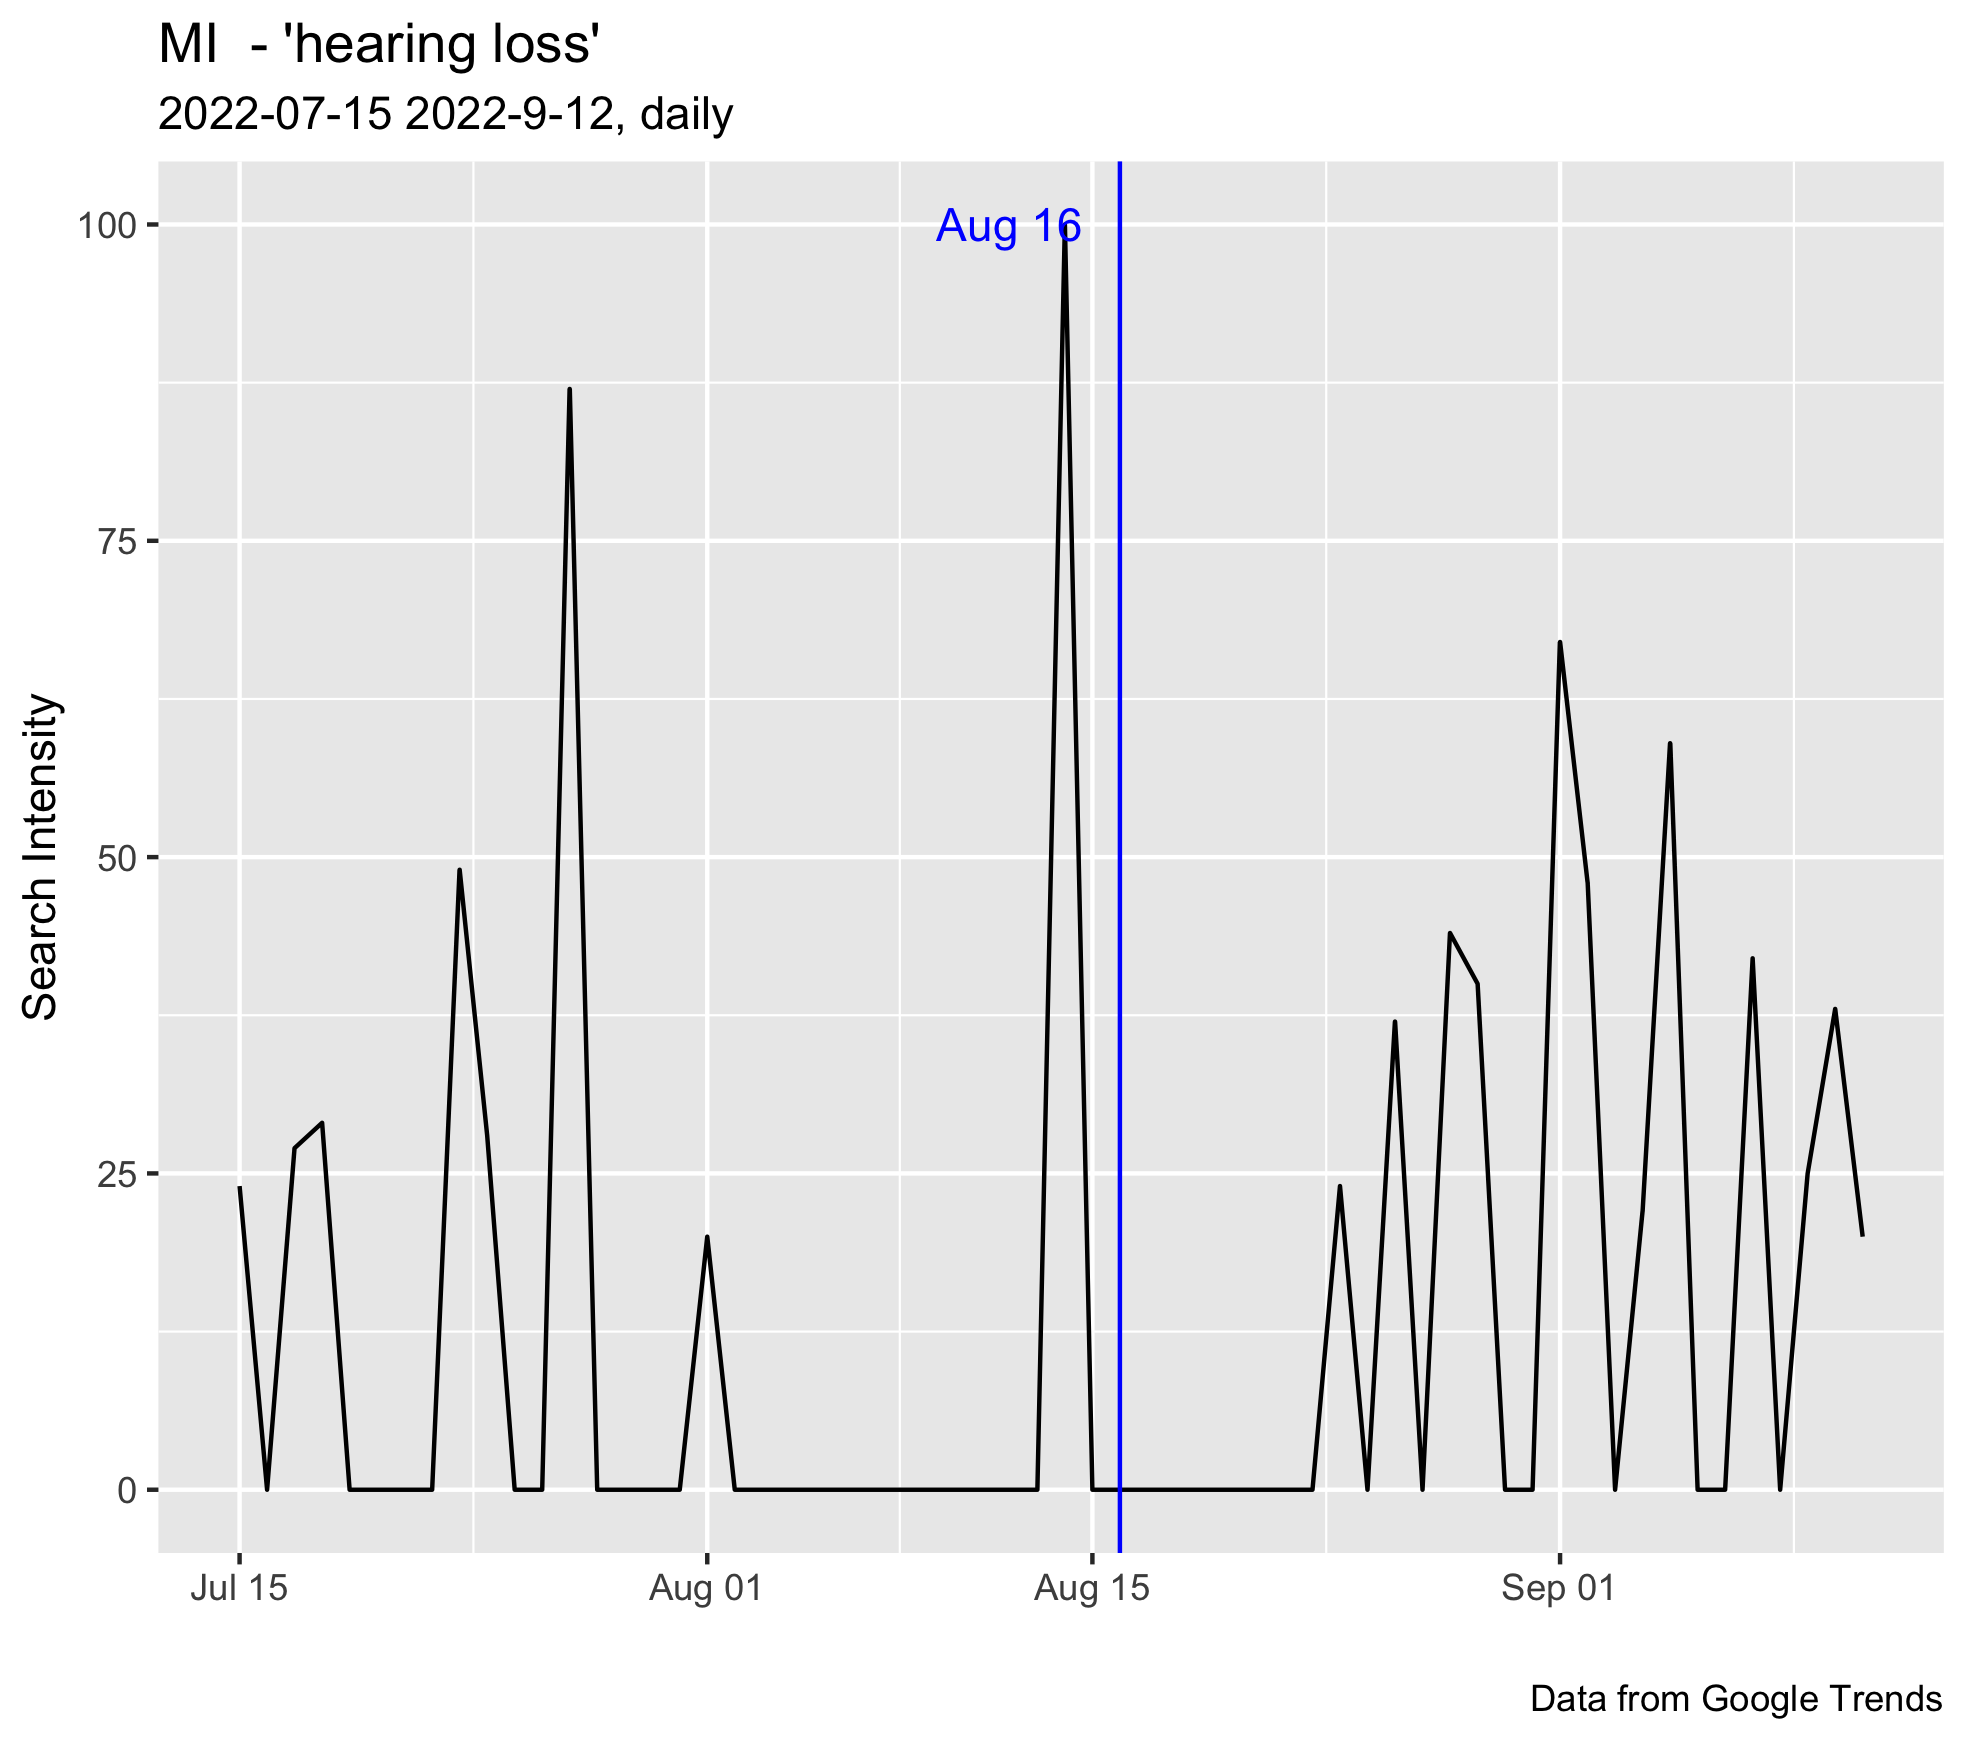 MI  - 'hearing loss'
2022-07-15 2022-9-12, daily
Aug 16
100
75
50
25
0
Search Intensity
Jul 15
Aug 01
Aug 15
Sep 01
Data from Google Trends